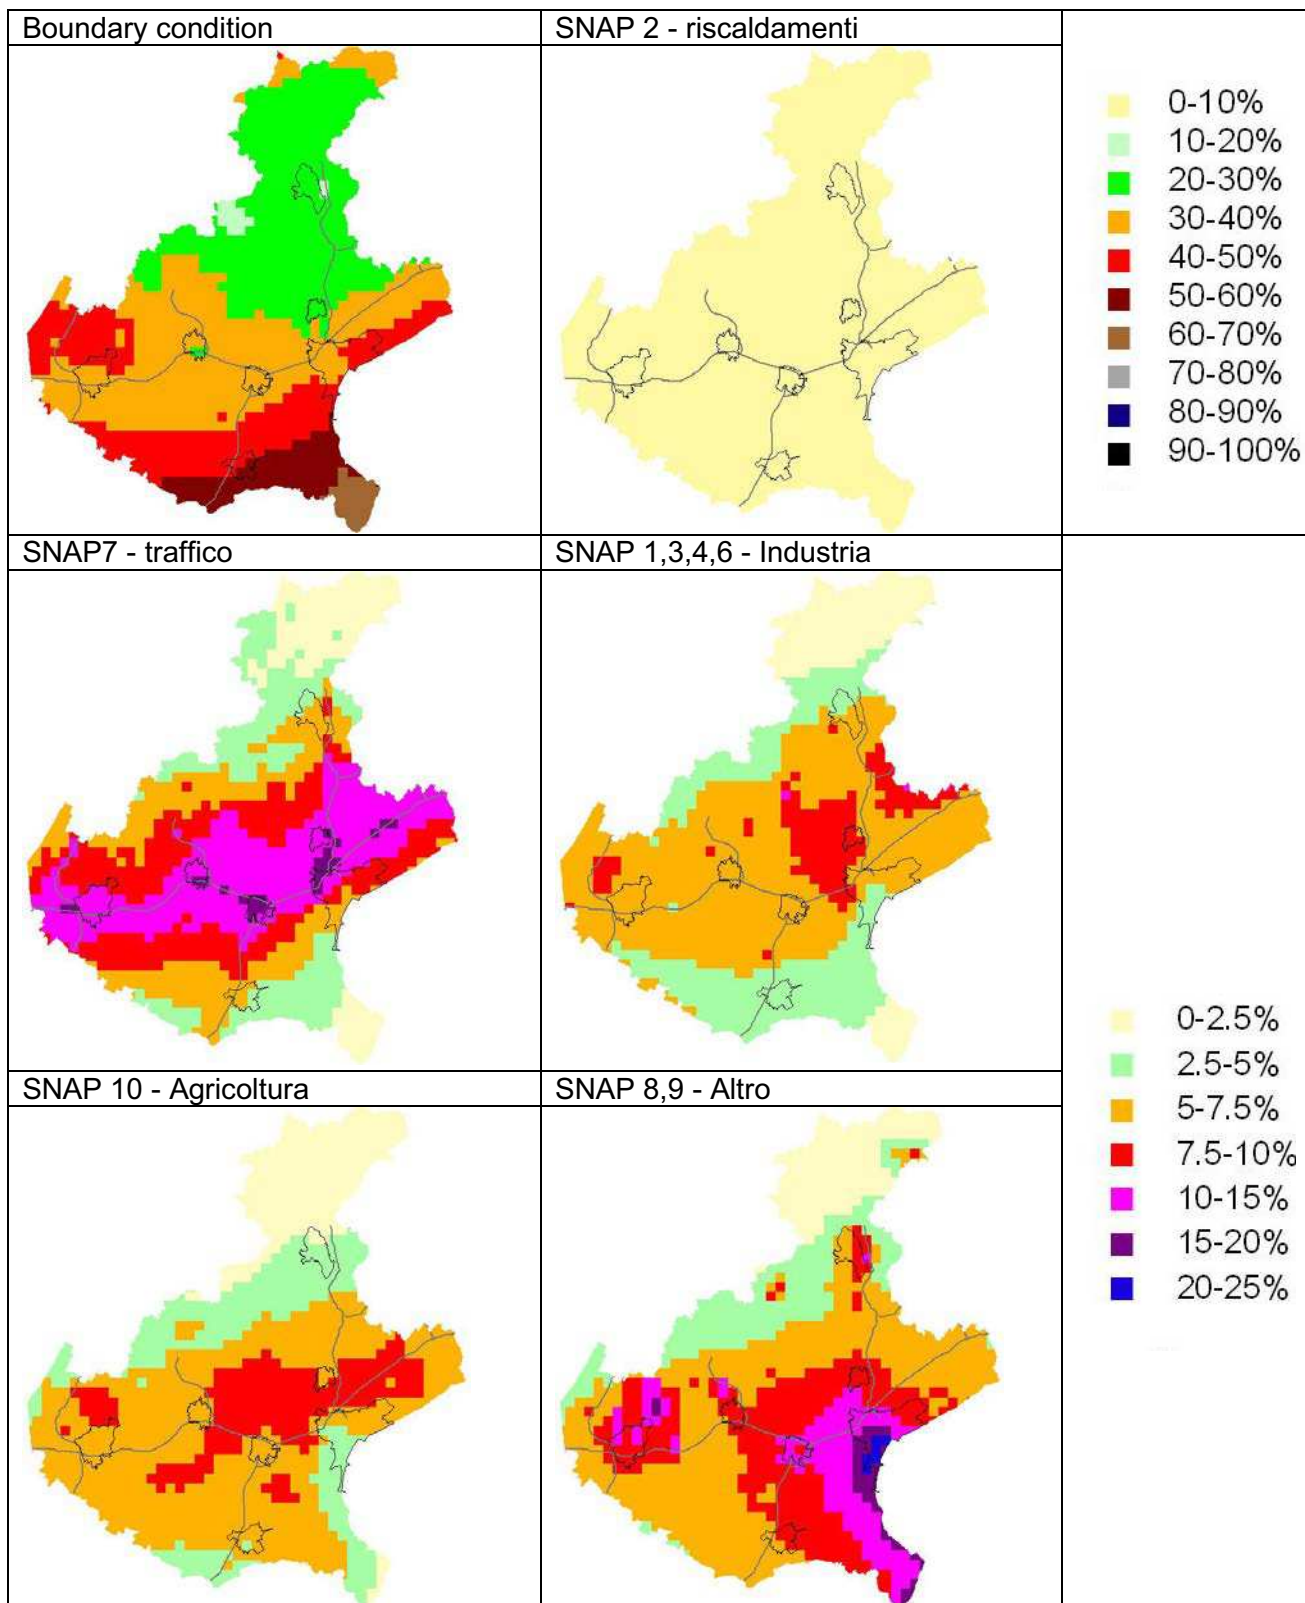 Boundary condition
SNAP 2 - riscaldamenti
0-10%
10-20%
20-30%
30-40%
40-50%
50-60%
60-70%
70-80%
80-90%
90-100%
SNAP7 - traffico
SNAP 1,3,4,6 - Industria
SNAP 10 - Agricoltura
SNAP 8,9 - Altro
0-2.5%
2.5-5%
5-7.5%
7.5-10%
10-15%
15-20%
20-25%